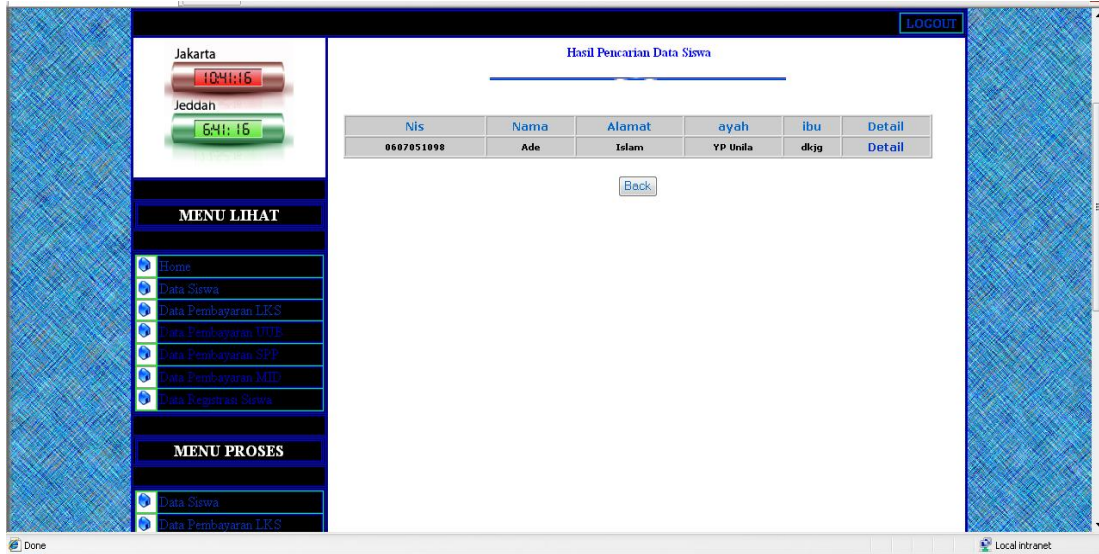 LOGOUT
Jakarta
10:41:16
Jeddah
6:41:16
Hasil Pencarian Data Siswa
Nis Nama Alamat ayah ibu Detail
0607051098 Ade Islam YP Unila dkjg Detail
Back
MENU LIHAT
Home
Data Siswa
Data Pembayaran LKS
Data Pembayaran UUB
Data Pembayaran SPP
Data Pembayaran MID
Data Registrasi Siswa
MENU PROSES
Data Siswa
Data Pembayaran LKS
Done
Local intranet